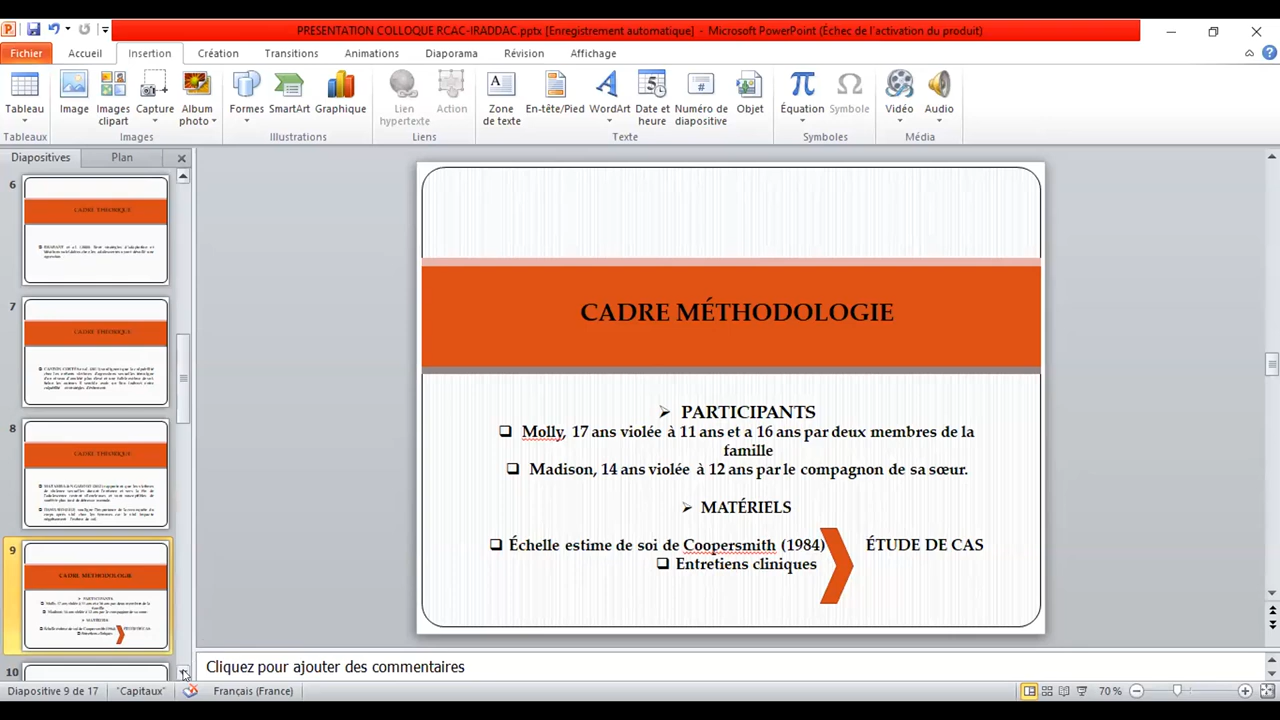 PRESENTATION COLLOQUE RCAC-IRADDAC.pptx [Enregistrement automatique] - Microsoft PowerPoint (Échec de l'activation du produit)
Fichier Accueil Insertion Création Transitions Animations Diaporama Révision Affichage
Tableau Image Images clipart Capture Album photo Formes SmartArt Graphique Lien hypertexte Action Zone de texte En-tête/Pied WordArt Date et heure Numéro de diapositive Objet Équation Symbole Vidéo Audio
Tableaux Images Illustrations Liens Texte Symboles Média
Diapositives Plan
6
CADRE THEORIQUE
7
CADRE THEORIQUE
8
CADRE THEORIQUE
9
CADRE MÉTHODOLOGIE
10
CADRE MÉTHODOLOGIE
➢ PARTICIPANTS
❑ Molly, 17 ans violée à 11 ans et a 16 ans par deux membres de la
famille
❑ Madison, 14 ans violée à 12 ans par le compagnon de sa sœur.
➢ MATÉRIELS
❑ Échelle estime de soi de Coopersmith (1984) ÉTUDE DE CAS
❑ Entretiens cliniques
Cliquez pour ajouter des commentaires
Diapositive 9 de 17 "Capitaux" Français (France) 70 %